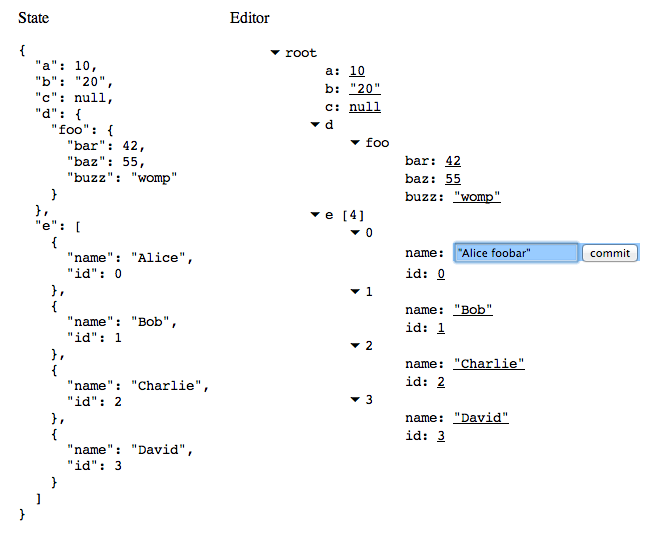 State
{
"a": 10,
"b": "20",
"c": null,
"d": {
"foo": {
"bar": 42,
"baz": 55,
"buzz": "womp"
}
},
"e": [
{
"name": "Alice",
"id": 0
},
{
"name": "Bob",
"id": 1
},
{
"name": "Charlie",
"id": 2
},
{
"name": "David",
"id": 3
}
]
}
Editor
root
a: 10
b: "20"
c: null
d
foo
bar: 42
baz: 55
buzz: "womp"
e [4]
0
name: "Alice foobar" commit
id: 0
1
name: "Bob"
id: 1
2
name: "Charlie"
id: 2
3
name: "David"
id: 3